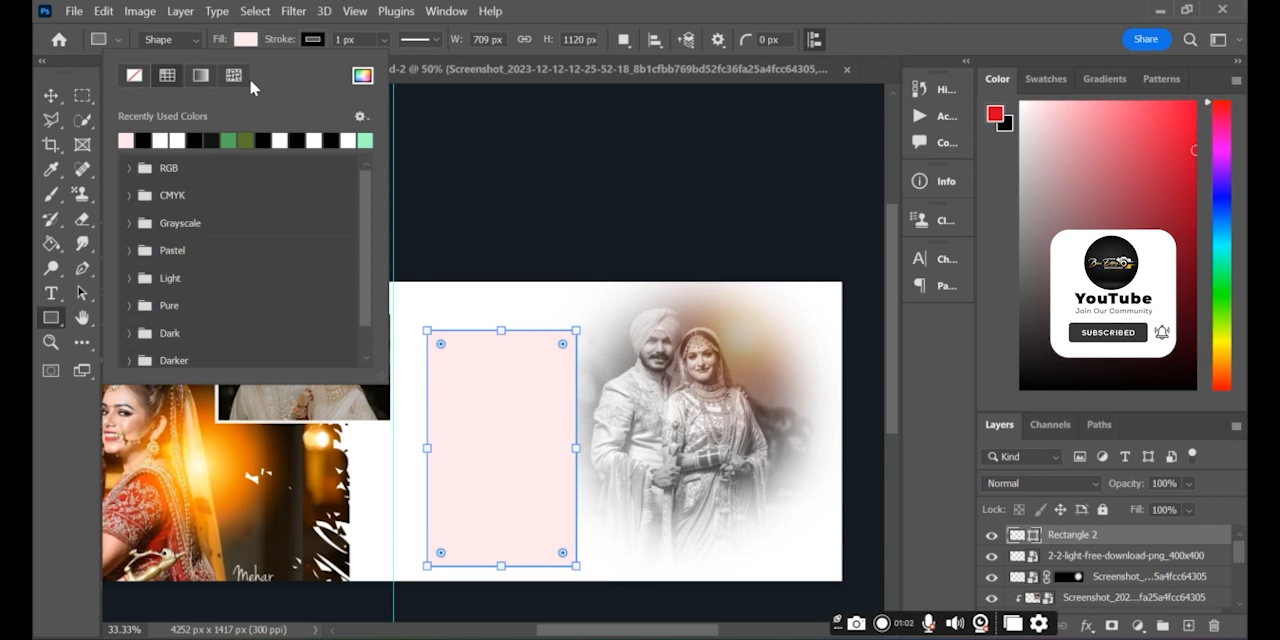 Ps File Edit Image Layer Type Select Filter 3D View Plugins Window Help
Shape Fill: Stroke: 1 px W: 709 px H: 1120 px 0 px Share
d-2 @ 50% (Screenshot_2023-12-12-12-25-52-18_8b1cfbb769bd52fc36fa25a4fcc64305,...
Color Swatches Gradients Patterns
Hi...
Ac...
Co...
Info
Cl...
Ch...
Pa...
Recently Used Colors
RGB
CMYK
Grayscale
Pastel
Light
Pure
Dark
Darker
YouTube
Join Our Community
SUBSCRIBED
Mehar
Layers Channels Paths
Kind
Normal Opacity: 100%
Lock: Fill: 100%
Rectangle 2
2-2-light-free-download-png_400x400
Screenshot_...5a4fcc64305
Screenshot_202...fa25a4fcc64305
33.33% 4252 px x 1417 px (300 ppi)
01:02